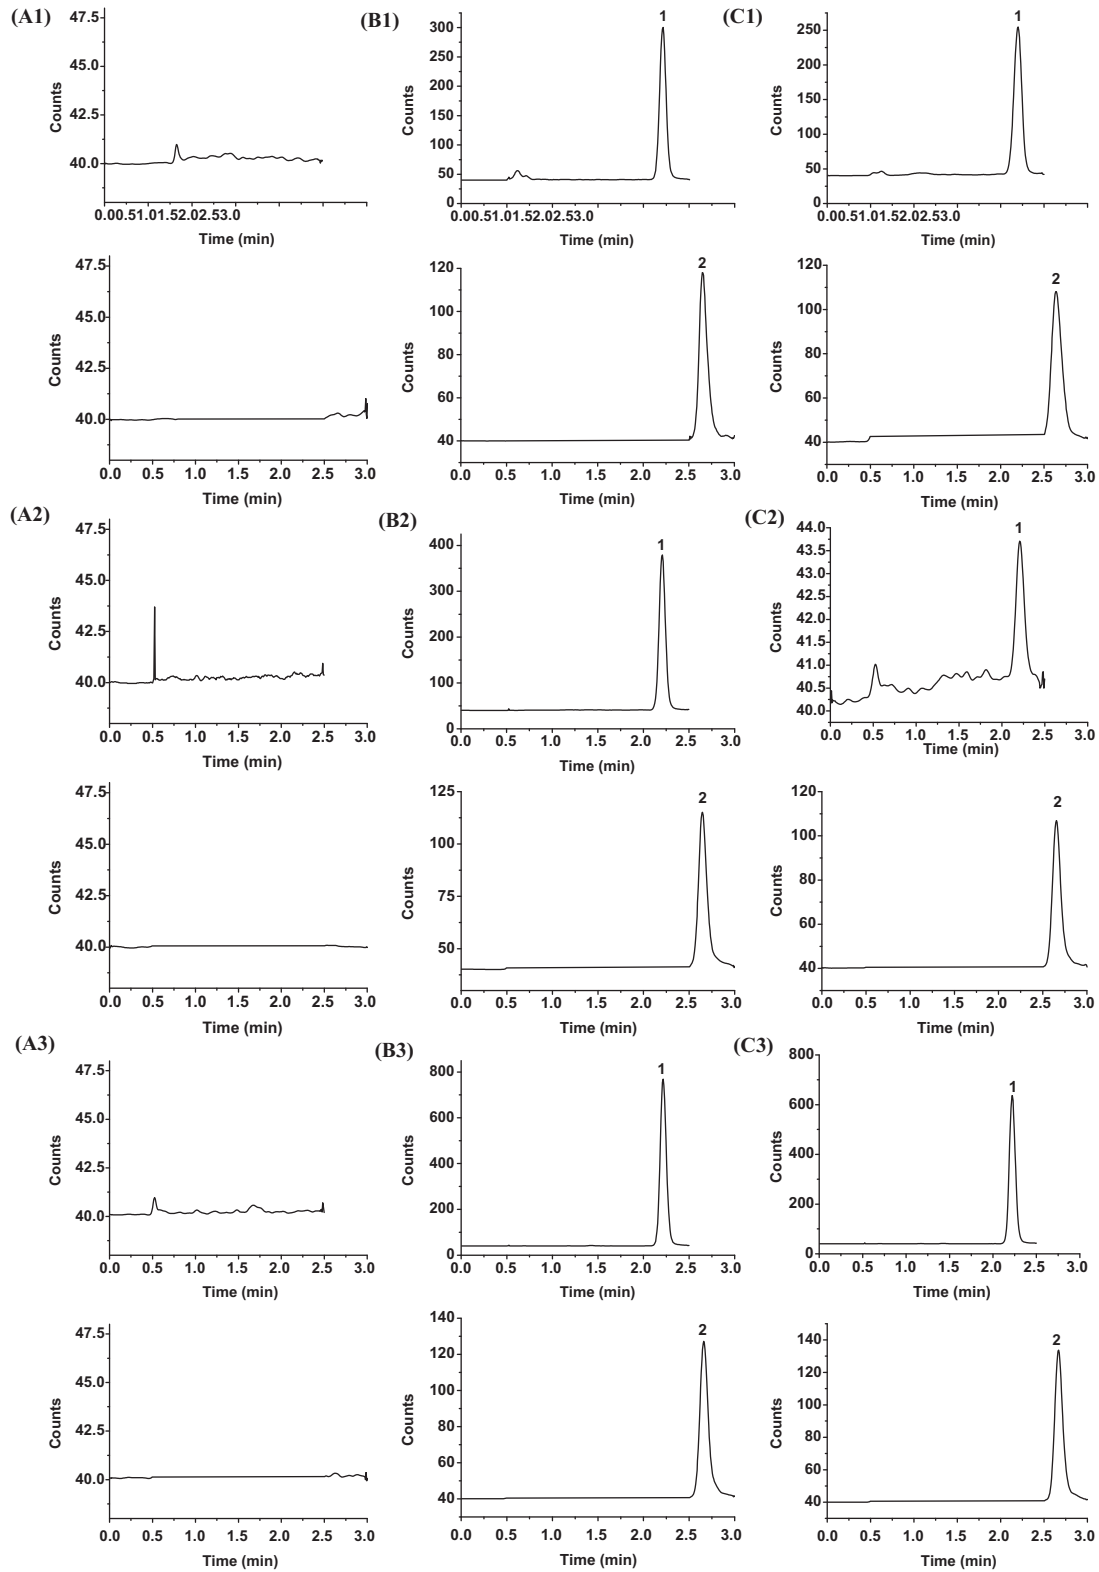 (A1) (B1) (C1)
47.5 45.0 42.5 40.0
Counts
0.00.51.01.52.02.53.0
Time (min)
300 250 200 150 100 50 0
Counts
1
0.00.51.01.52.02.53.0
Time (min)
250 200 150 100 50 0
Counts
1
0.00.51.01.52.02.53.0
Time (min)
47.5 45.0 42.5 40.0
Counts
0.0 0.5 1.0 1.5 2.0 2.5 3.0
Time (min)
120 100 80 60 40
Counts
2
0.0 0.5 1.0 1.5 2.0 2.5 3.0
Time (min)
120 100 80 60 40
Counts
2
0.0 0.5 1.0 1.5 2.0 2.5 3.0
Time (min)
(A2) (B2) (C2)
47.5 45.0 42.5 40.0
Counts
0.0 0.5 1.0 1.5 2.0 2.5 3.0
Time (min)
400 300 200 100 0
Counts
1
0.0 0.5 1.0 1.5 2.0 2.5 3.0
Time (min)
44.0 43.5 43.0 42.5 42.0 41.5 41.0 40.5 40.0
Counts
1
0.0 0.5 1.0 1.5 2.0 2.5 3.0
Time (min)
47.5 45.0 42.5 40.0
Counts
0.0 0.5 1.0 1.5 2.0 2.5 3.0
Time (min)
125 100 75 50
Counts
2
0.0 0.5 1.0 1.5 2.0 2.5 3.0
Time (min)
120 100 80 60 40
Counts
2
0.0 0.5 1.0 1.5 2.0 2.5 3.0
Time (min)
(A3) (B3) (C3)
47.5 45.0 42.5 40.0
Counts
0.0 0.5 1.0 1.5 2.0 2.5 3.0
Time (min)
800 600 400 200 0
Counts
1
0.0 0.5 1.0 1.5 2.0 2.5 3.0
Time (min)
800 600 400 200 0
Counts
1
0.0 0.5 1.0 1.5 2.0 2.5 3.0
Time (min)
47.5 45.0 42.5 40.0
Counts
0.0 0.5 1.0 1.5 2.0 2.5 3.0
Time (min)
140 120 100 80 60 40
Counts
2
0.0 0.5 1.0 1.5 2.0 2.5 3.0
Time (min)
140 120 100 80 60 40
Counts
2
0.0 0.5 1.0 1.5 2.0 2.5 3.0
Time (min)